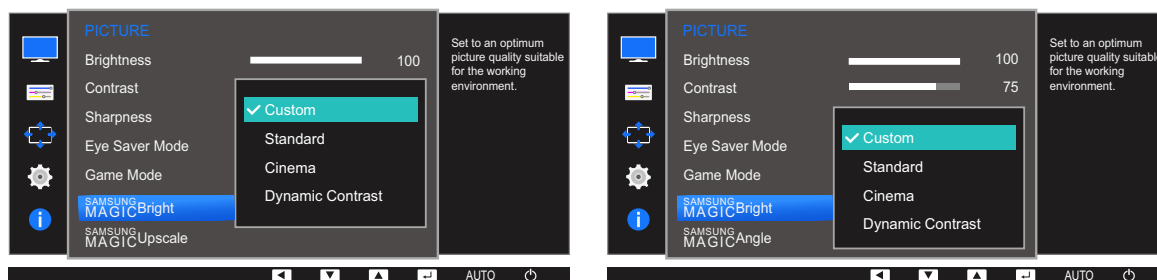 PICTURE
Brightness 100
Contrast
Sharpness
Eye Saver Mode
Game Mode
SAMSUNG
MAGICBright
SAMSUNG
MAGICUpscale
Custom
Standard
Cinema
Dynamic Contrast
Set to an optimum
picture quality suitable
for the working
environment.
AUTO
PICTURE
Brightness 100
Contrast 75
Sharpness
Eye Saver Mode
Game Mode
SAMSUNG
MAGICBright
SAMSUNG
MAGICAngle
Custom
Standard
Cinema
Dynamic Contrast
Set to an optimum
picture quality suitable
for the working
environment.
AUTO